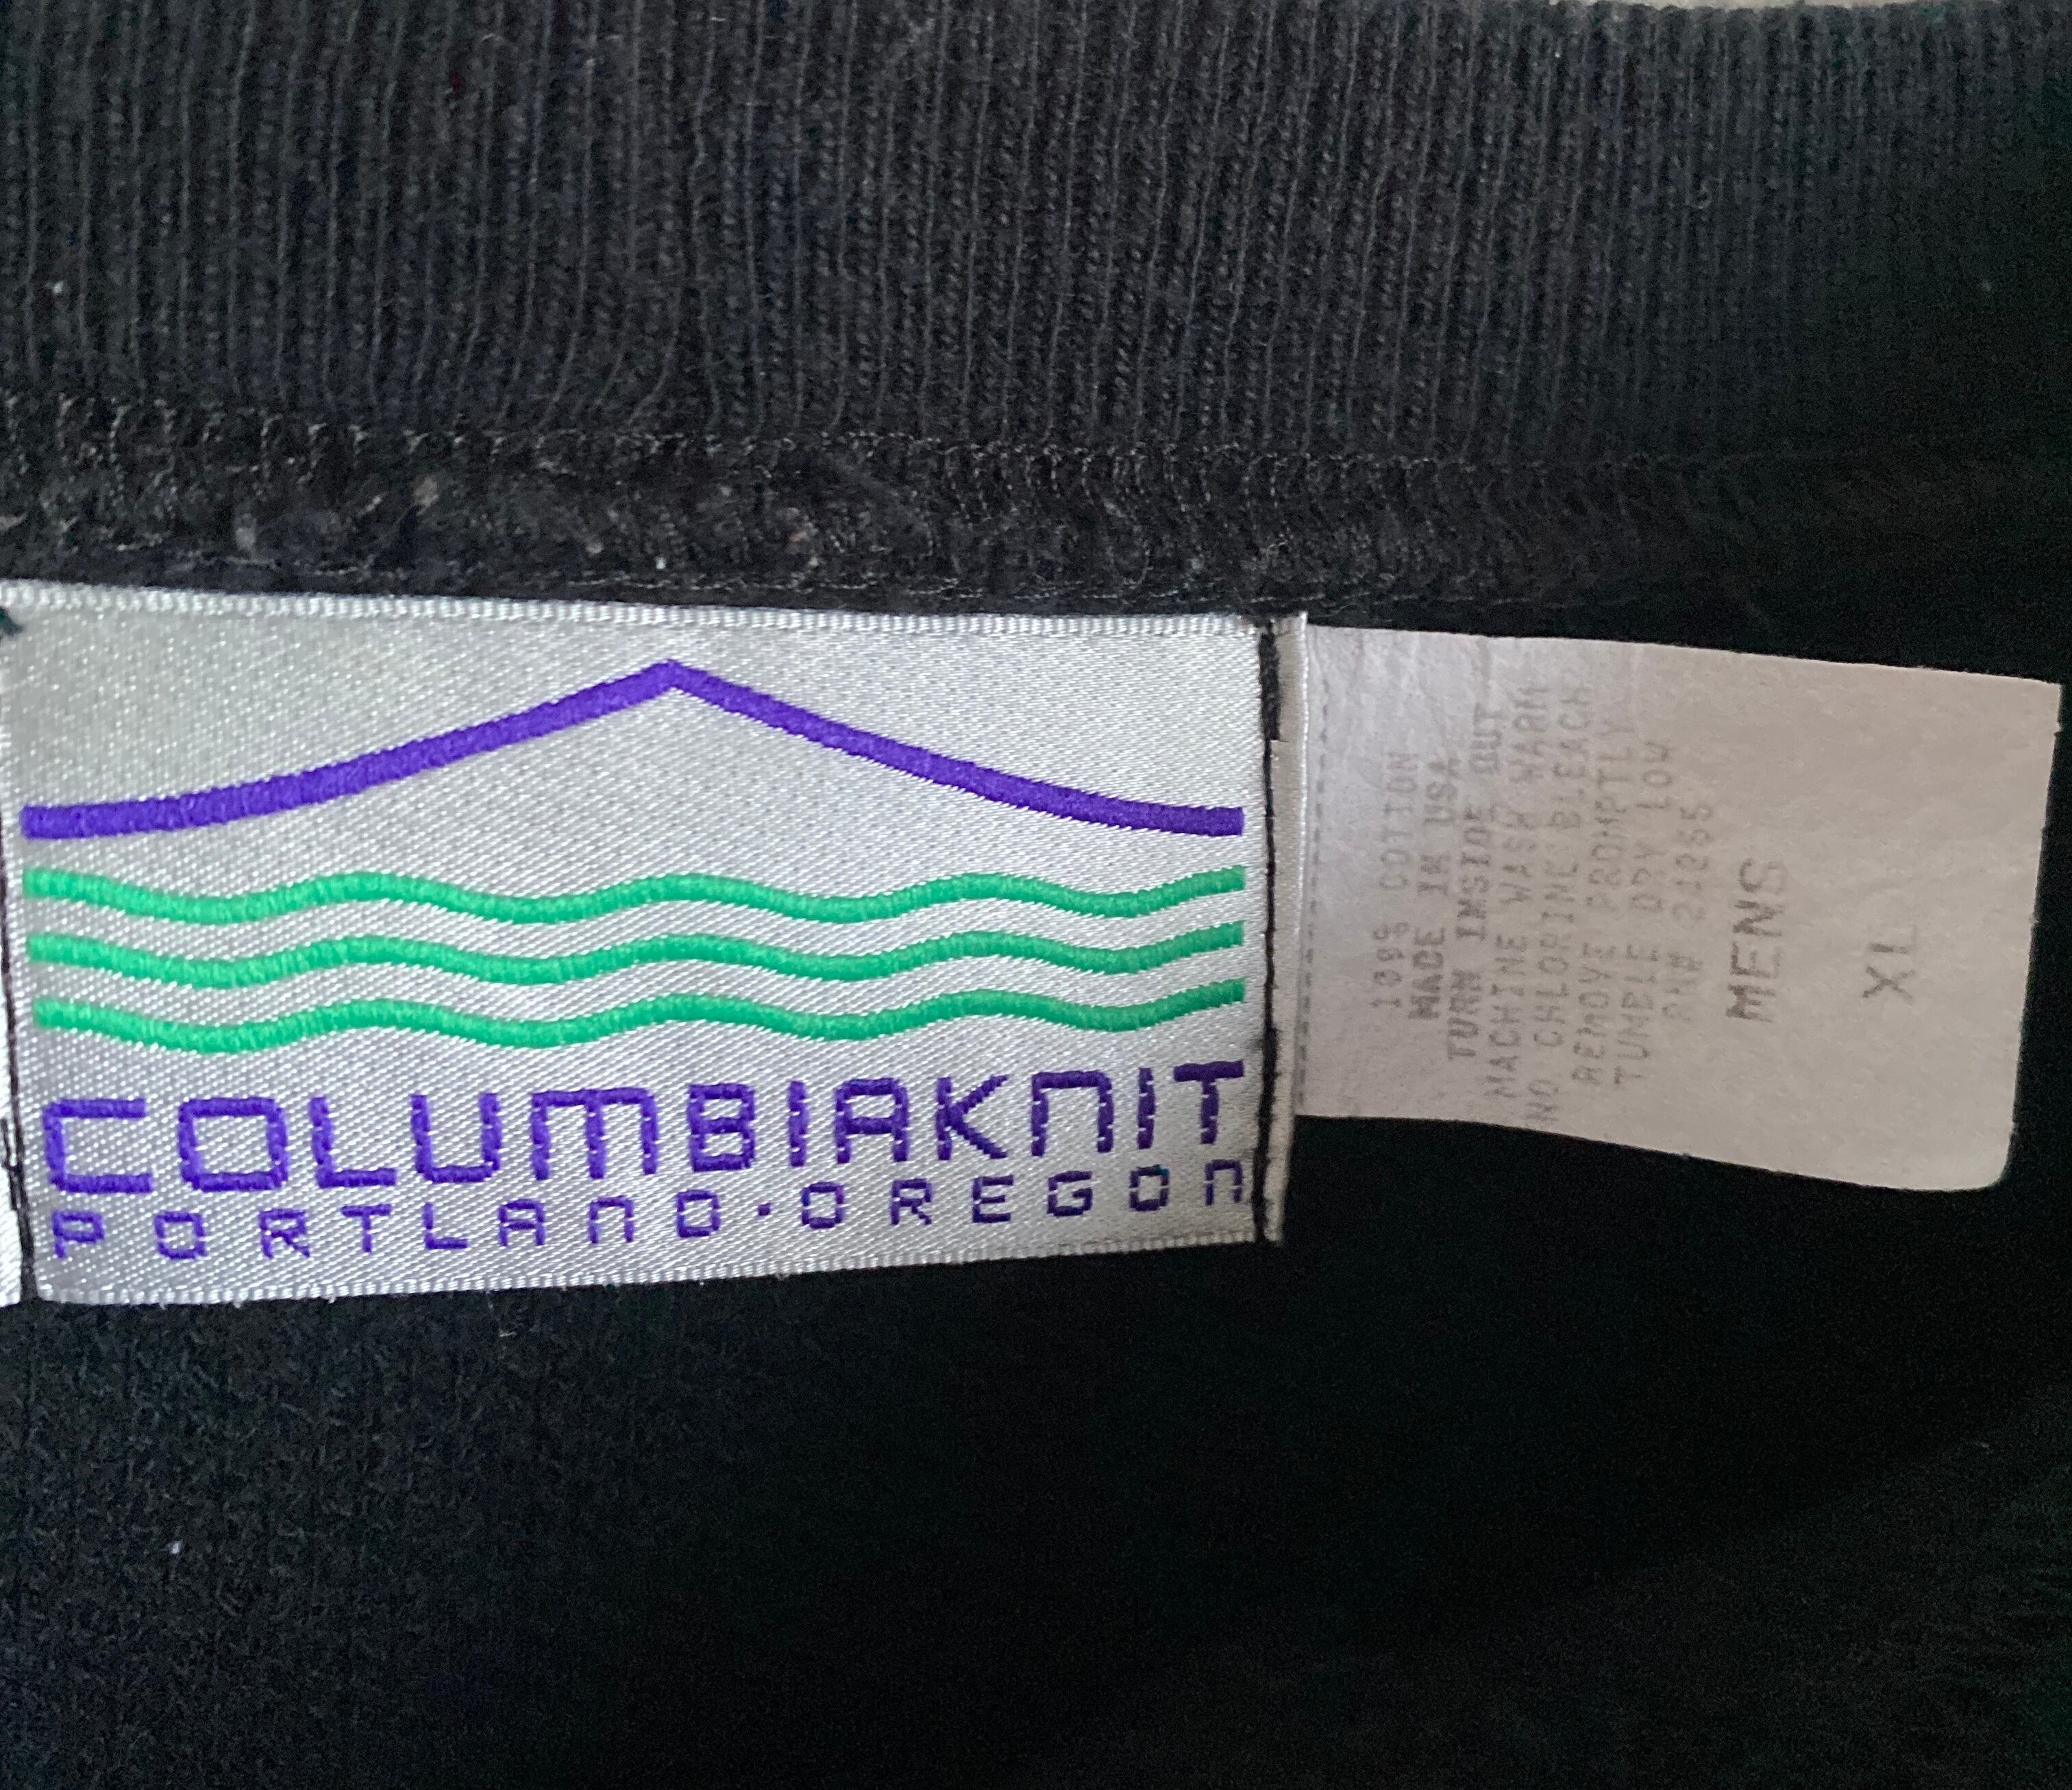 COLUMBIAKNIT
PORTLAND·OREGON
100% COTTON
MADE IN USA
TURN INSIDE OUT
MACHINE WASH WARM
NO CHLORINE BLEACH
REMOVE PROMPTLY
TUMBLE DRY LOW
RN#
MENS
XL